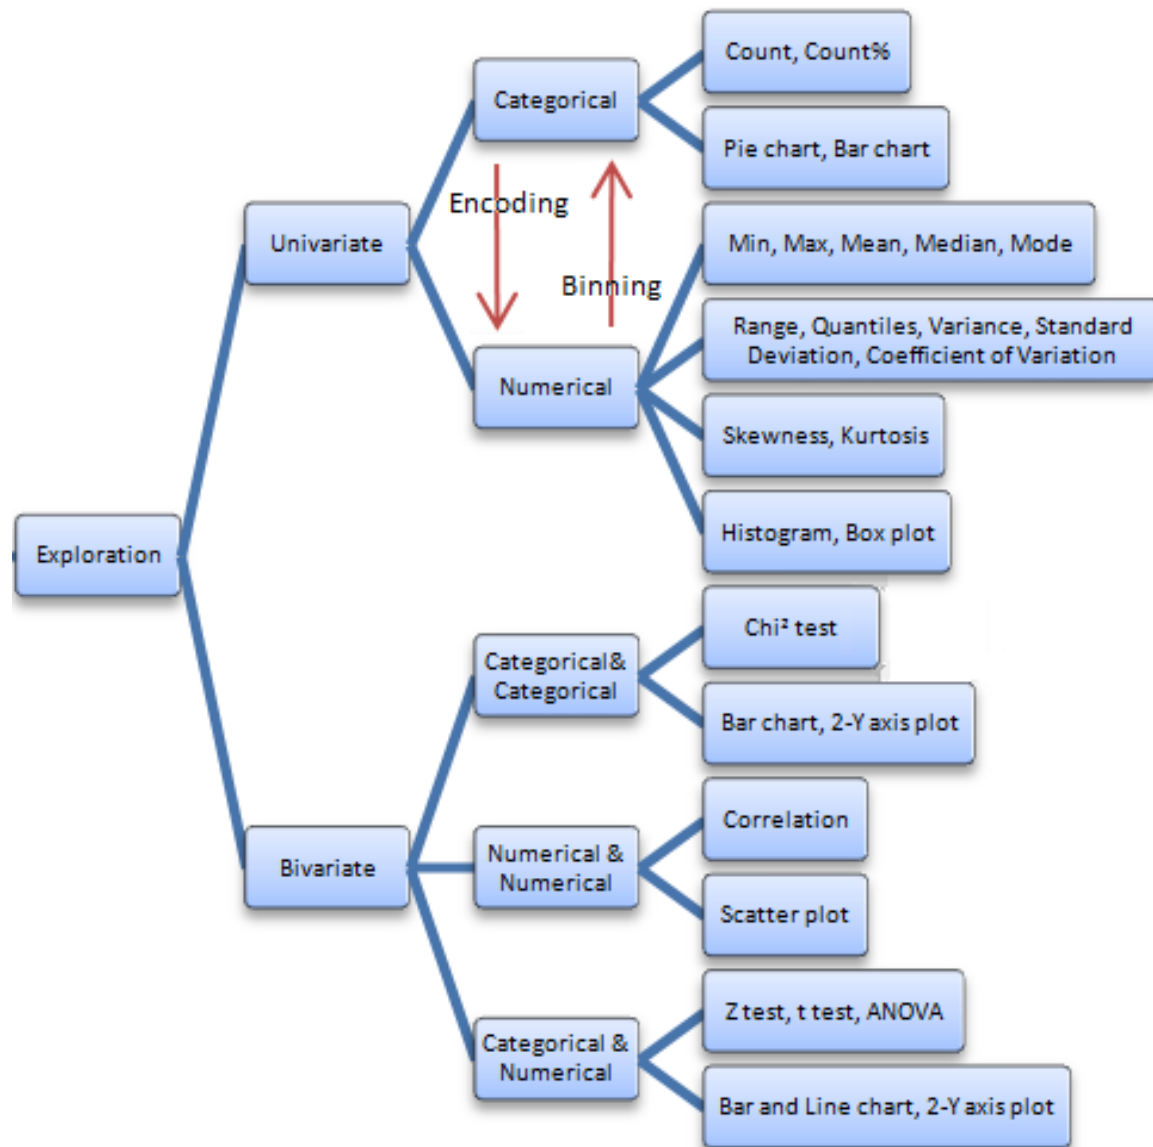 Count, Count%
Categorical
Pie chart, Bar chart
Encoding
Univariate
Min, Max, Mean, Median, Mode
Binning
Range, Quantiles, Variance, Standard
Deviation, Coefficient of Variation
Numerical
Skewness, Kurtosis
Histogram, Box plot
Exploration
Chi² test
Categorical&
Categorical
Bar chart, 2-Y axis plot
Correlation
Bivariate
Numerical &
Numerical
Scatter plot
Z test, t test, ANOVA
Categorical &
Numerical
Bar and Line chart, 2-Y axis plot